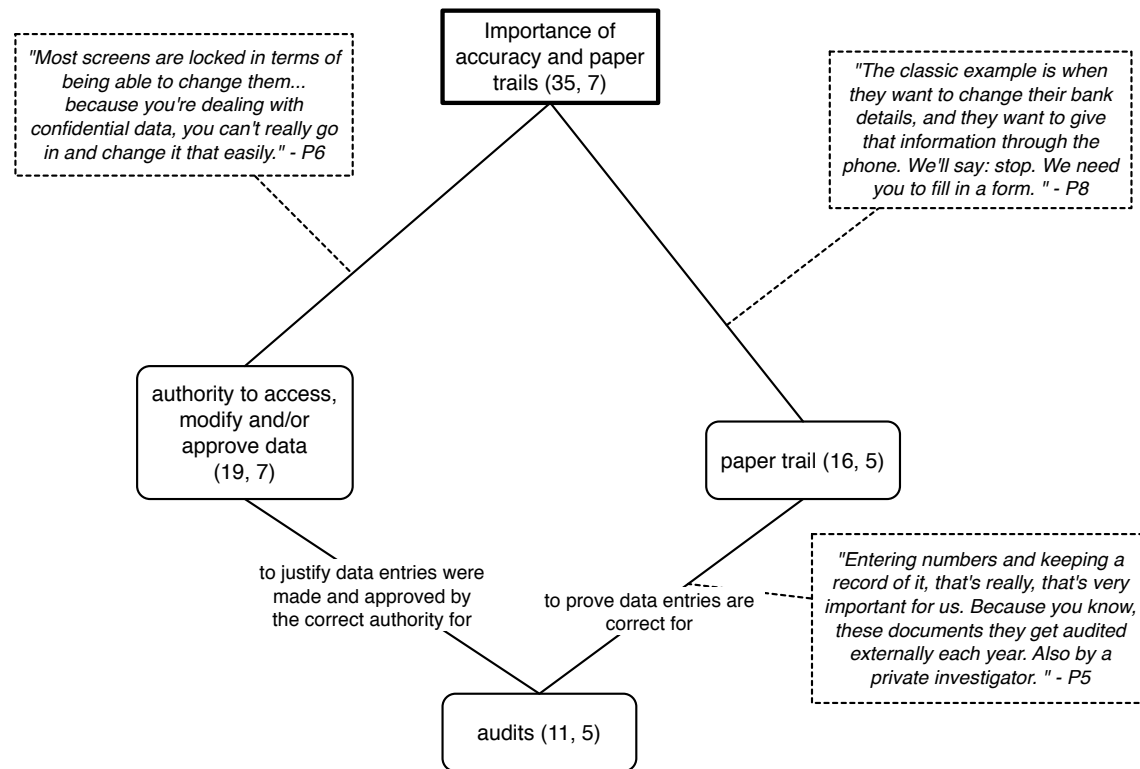 Importance of
accuracy and paper
trails (35, 7)
"Most screens are locked in terms of
being able to change them...
because you're dealing with
confidential data, you can't really go
in and change it that easily." - P6
"The classic example is when
they want to change their bank
details, and they want to give
that information through the
phone. We'll say: stop. We need
you to fill in a form. " - P8
authority to access,
modify and/or
approve data
(19, 7)
paper trail (16, 5)
to justify data entries were
made and approved by
the correct authority for
to prove data entries are
correct for
"Entering numbers and keeping a
record of it, that's really, that's very
important for us. Because you know,
these documents they get audited
externally each year. Also by a
private investigator. " - P5
audits (11, 5)